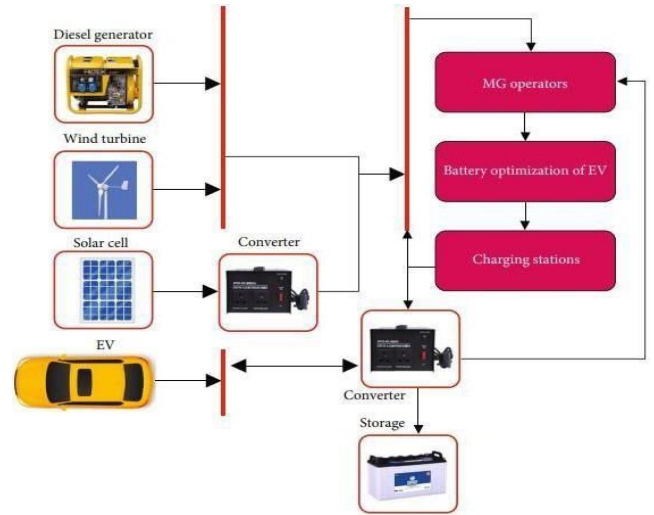 Diesel generator
MG operators
Wind turbine
Battery optimization of EV
Solar cell
Converter
Charging stations
EV
Converter
Storage